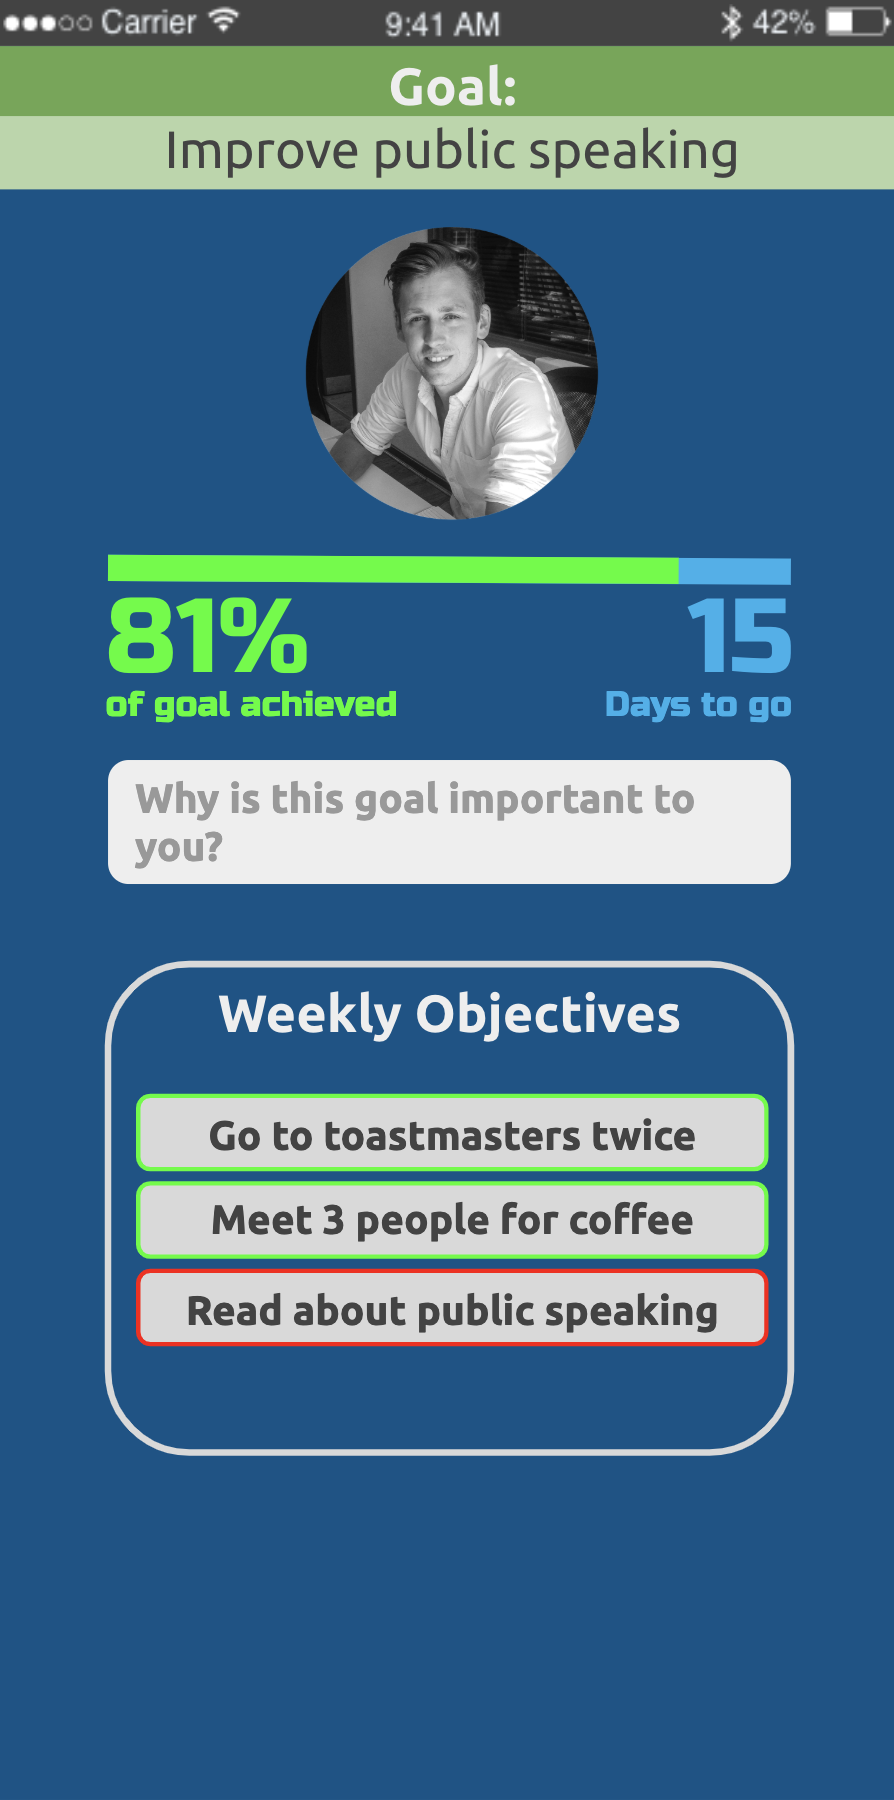 Carrier 9:41 AM 42%
Goal:
Improve public speaking
81% 15
of goal achieved Days to go
Why is this goal important to
you?
Weekly Objectives
Go to toastmasters twice
Meet 3 people for coffee
Read about public speaking